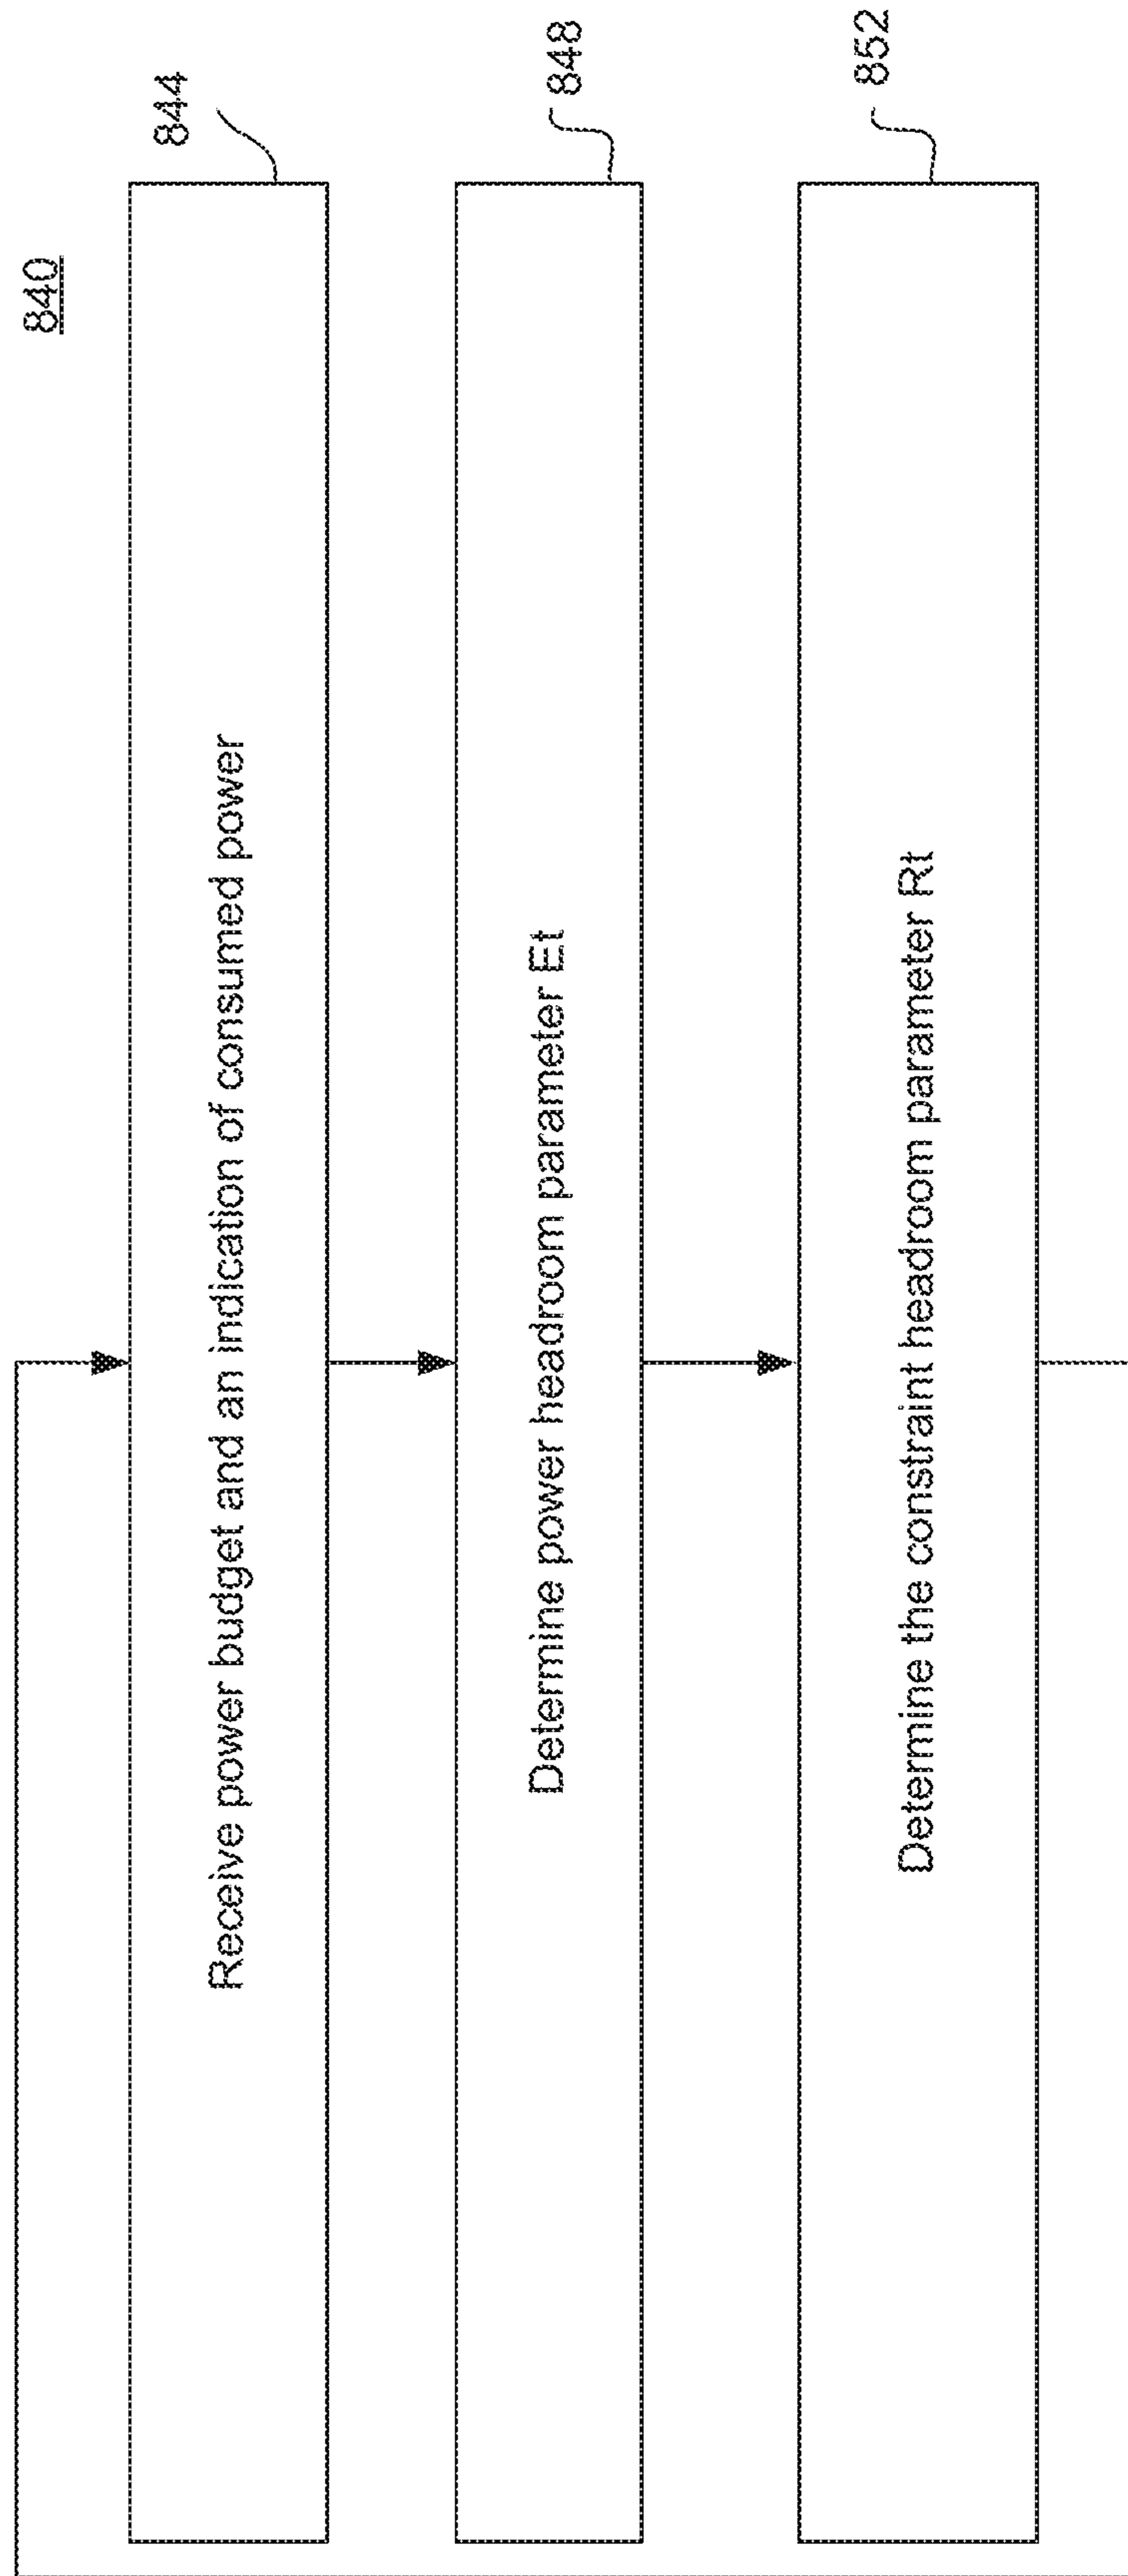 840
844
Receive power budget and an indication of consumed power
848
Determine power headroom parameter Et
852
Determine the constraint headroom parameter Rt